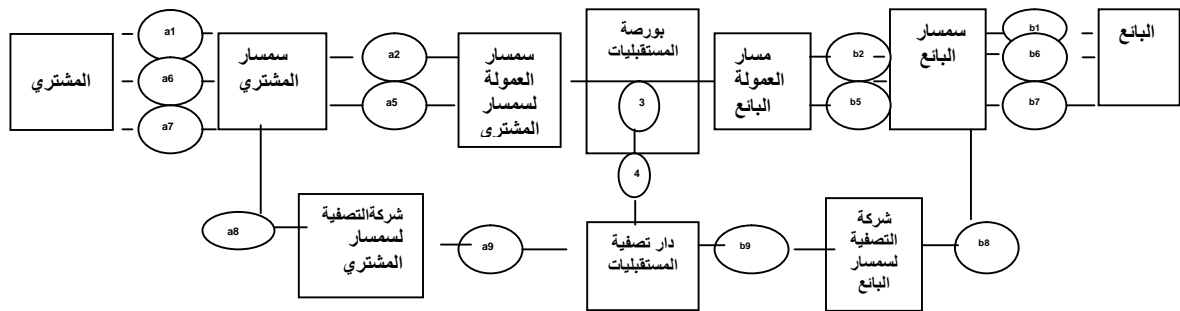 المشتري
a1
a6
a7
سمسار
المشتري
a2
a5
سمسار
العمولة
لسمسار
المشتري
بورصة
المستقبليات
3
4
مسار
العمولة
البائع
b2
b5
سمسار
البائع
b1
b6
b7
البائع
a8
شركةالتصفية
لسمسار
المشتري
a9
دار تصفية
المستقبليات
b9
شركة
التصفية
لسمسار
البائع
b8